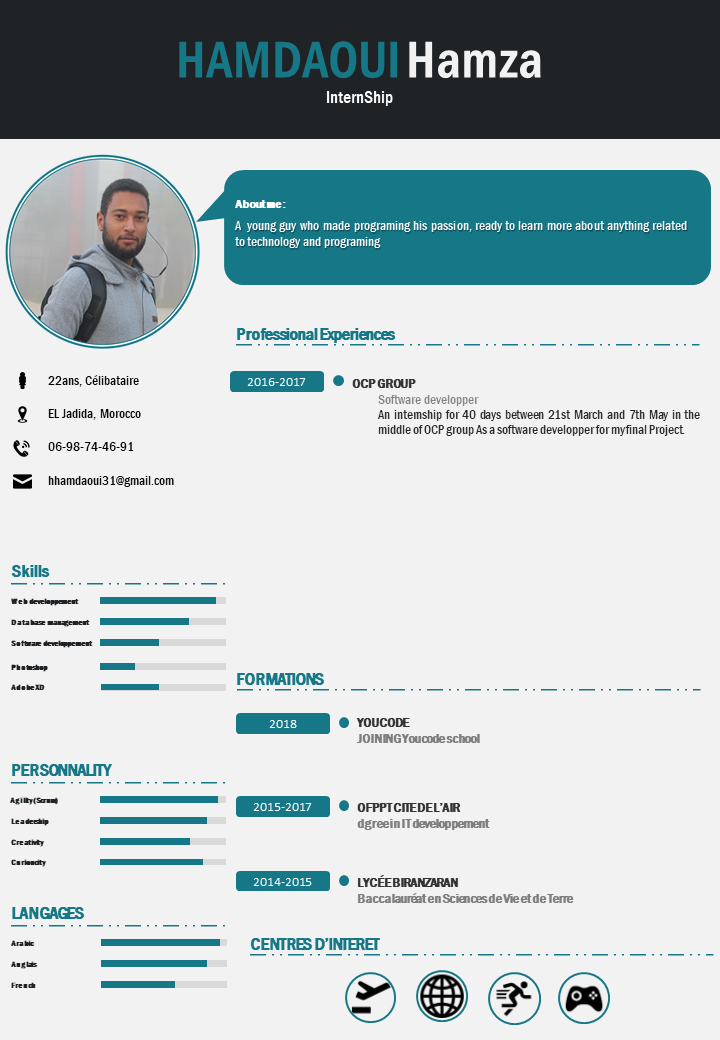 HAMDAOUI Hamza
InternShip
About me :
A young guy who made programing his passion, ready to learn more about anything related
to technology and programing
22ans, Célibataire
EL Jadida, Morocco
06-98-74-46-91
hhamdaoui31@gmail.com
Professional Experiences
2016-2017
OCP GROUP
Software developper
An internship for 40 days between 21st March and 7th May in the
middle of OCP group As a software developper for my final Project.
Skills
Web developpement
Database management
Software developpement
Photoshop
Adobe XD
PERSONNALITY
Agility (Scrum)
Leadership
Creativity
Curiousity
LANGAGES
Arabic
Anglais
French
FORMATIONS
2018
YOUCODE
JOINING Youcode school
2015-2017
OFPPT CITE DE L'AIR
dgree in IT developpement
2014-2015
LYCÉE BIRANZARAN
Baccalauréat en Sciences de Vie et de Terre
CENTRES D'INTERET